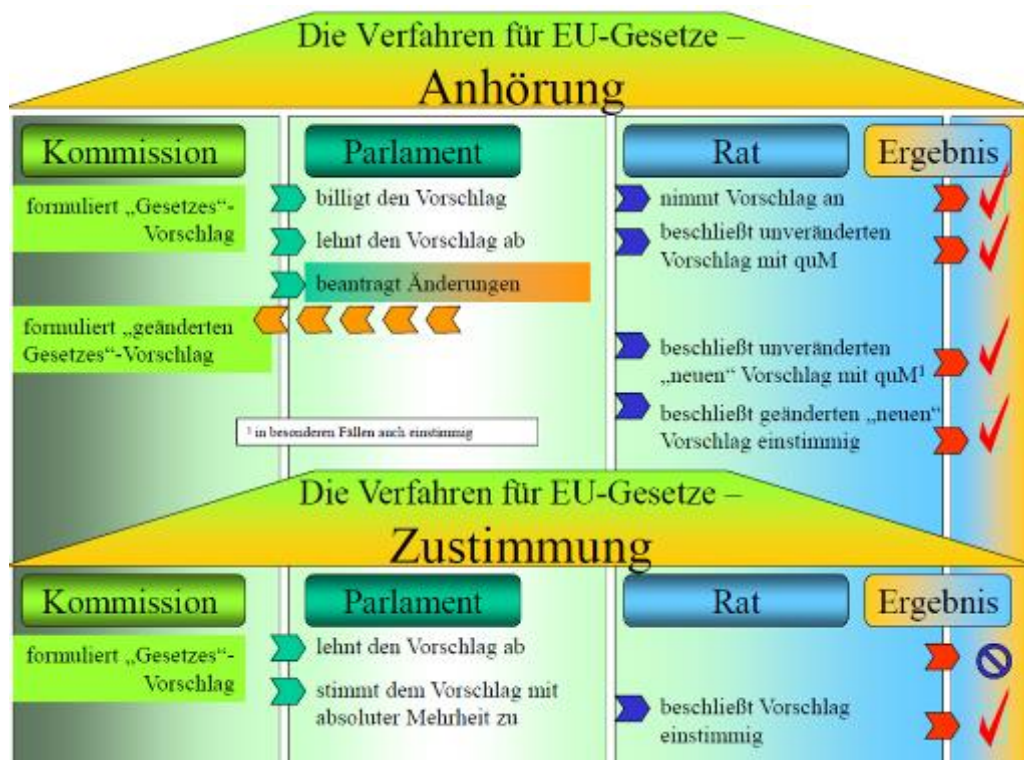 Die Verfahren für EU-Gesetze –
Anhörung
Kommission
Parlament
Rat
Ergebnis
formuliert „Gesetzes“-
Vorschlag
billigt den Vorschlag
nimmt Vorschlag an
lehnt den Vorschlag ab
beschließt unveränderten
Vorschlag mit quM
beantragt Änderungen
formuliert „geänderten
Gesetzes“-Vorschlag
beschließt unveränderten
„neuen“ Vorschlag mit quM¹
beschließt geänderten „neuen“
Vorschlag einstimmig
¹ in besonderen Fällen auch einstimmig
Die Verfahren für EU-Gesetze –
Zustimmung
Kommission
Parlament
Rat
Ergebnis
formuliert „Gesetzes“-
Vorschlag
lehnt den Vorschlag ab
stimmt dem Vorschlag mit
absoluter Mehrheit zu
beschließt Vorschlag
einstimmig